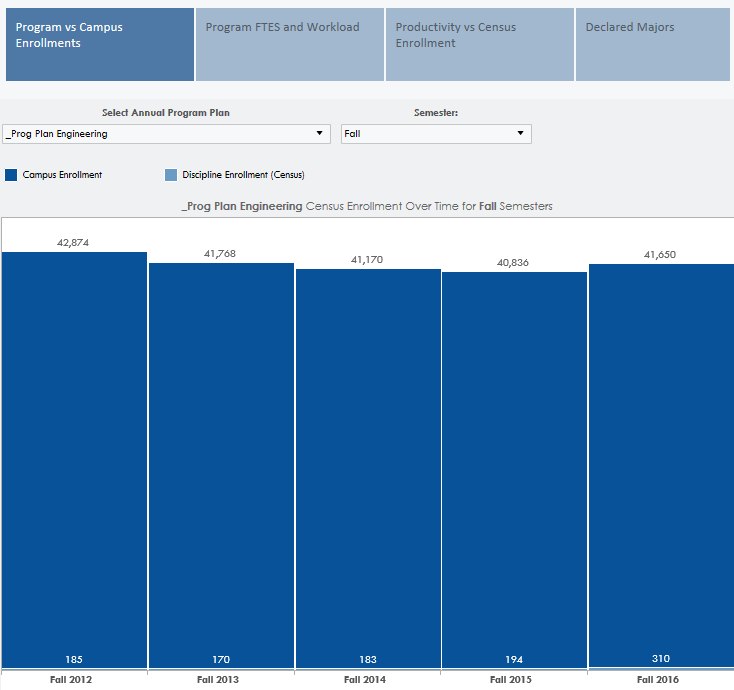 Program vs Campus
Enrollments
Program FTES and Workload
Productivity vs Census
Enrollment
Declared Majors
Select Annual Program Plan
Semester:
_Prog Plan Engineering
Fall
Campus Enrollment
Discipline Enrollment (Census)
_Prog Plan Engineering Census Enrollment Over Time for Fall Semesters
42,874
41,768
41,170
40,836
41,650
185
170
183
194
310
Fall 2012
Fall 2013
Fall 2014
Fall 2015
Fall 2016